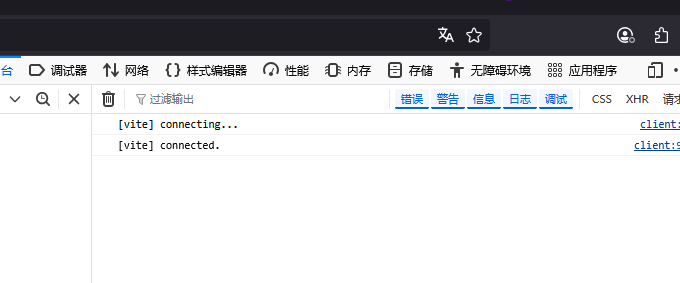 台 调试器 网络 样式编辑器 性能 内存 存储 无障碍环境 应用程序
过滤输出 错误 警告 信息 日志 调试 CSS XHR 请求
[vite] connecting... client:
[vite] connected. client:9